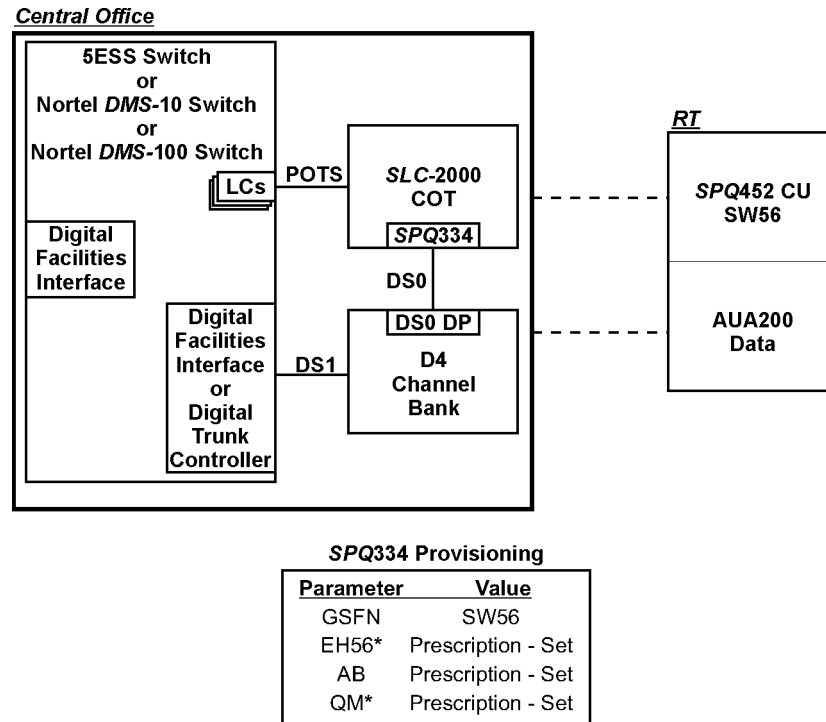 Central Office
5ESS Switch
or
Nortel DMS-10 Switch
or
Nortel DMS-100 Switch
LCs
POTS
SLC-2000
COT
SPQ334
RT
SPQ452 CU
SW56
Digital
Facilities
Interface
DS0
DS0 DP
D4
Channel
Bank
AUA200
Data
Digital
Facilities
Interface
or
Digital
Trunk
Controller
DS1
SPQ334 Provisioning
Parameter Value
GSFN SW56
EH56* Prescription - Set
AB Prescription - Set
QM* Prescription - Set